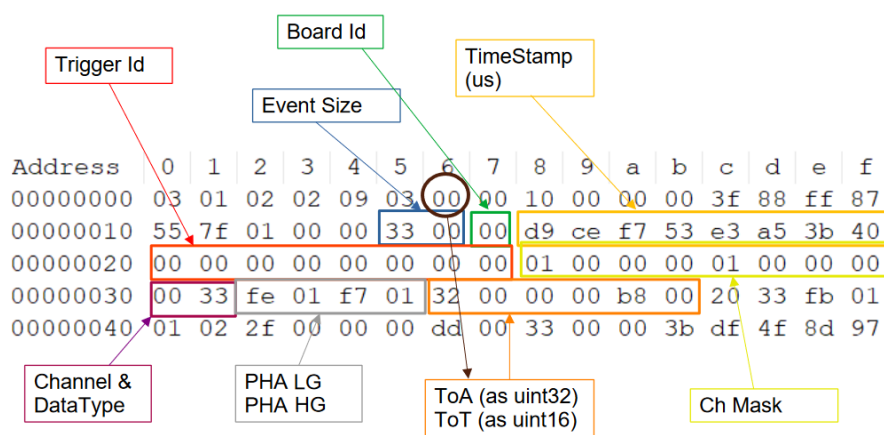 Board Id
Trigger Id
TimeStamp
(us)
Event Size
Address 0 1 2 3 4 5 6 7 8 9 a b c d e f
00000000 03 01 02 02 09 03 00 00 10 00 00 00 3f 88 ff 87
00000010 55 7f 01 00 00 33 00 00 d9 ce f7 53 e3 a5 3b 40
00000020 00 00 00 00 00 00 00 00 01 00 00 00 01 00 00 00
00000030 00 33 fe 01 f7 01 32 00 00 00 b8 00 20 33 fb 01
00000040 01 02 2f 00 00 00 dd 00 33 00 00 3b df 4f 8d 97
Channel &
DataType
PHA LG
PHA HG
ToA (as uint32)
ToT (as uint16)
Ch Mask